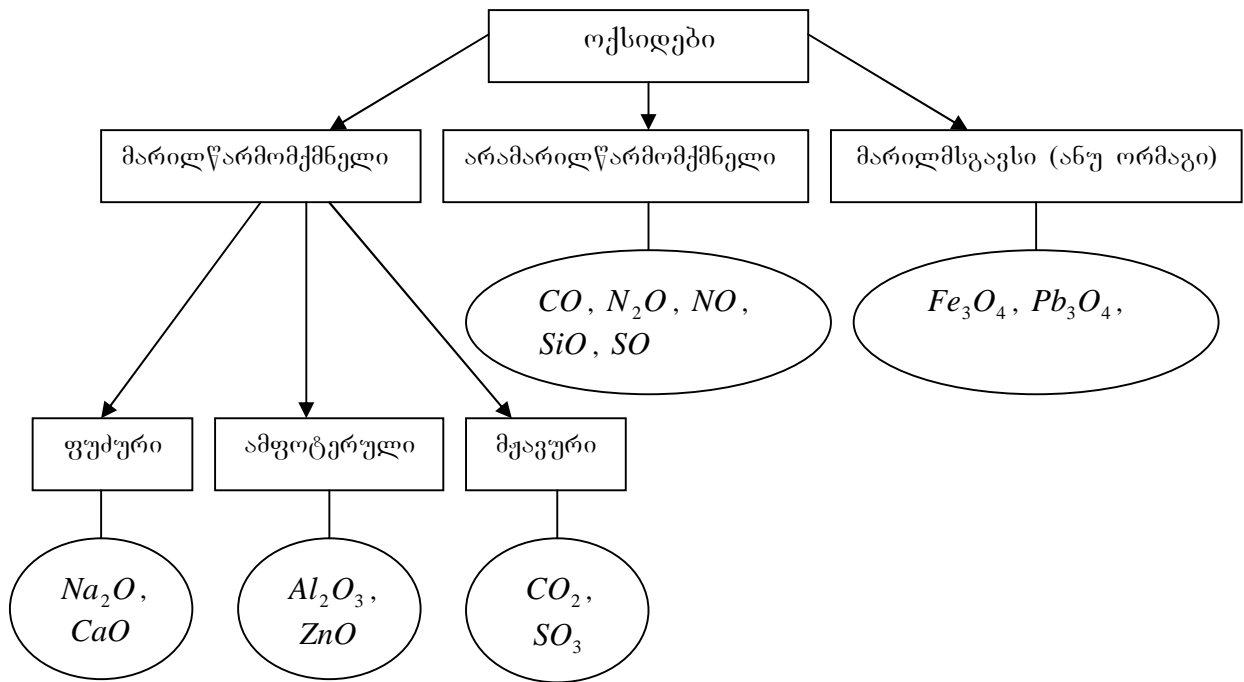 ოქსიდები
მარილწარმომქმნელი
არამარილწარმომქმნელი
მარილმსგავსი (ანუ ორმაგი)
CO, N₂O, NO,
SiO, SO
Fe₃O₄, Pb₃O₄,
ფუძური
ამფოტერული
მჟავური
Na₂O,
CaO
Al₂O₃,
ZnO
CO₂,
SO₃